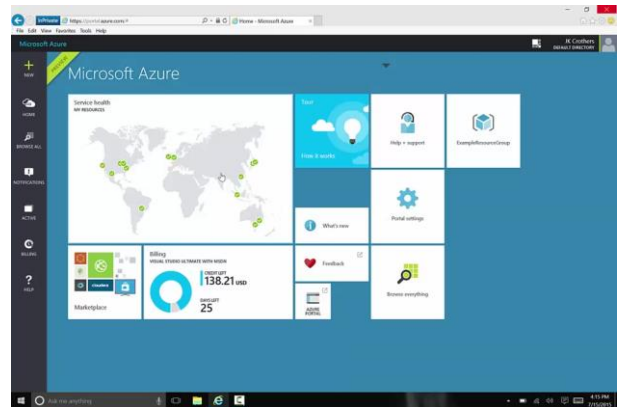 InPrivate https://portal.azure.com/# Home - Microsoft Azure
File Edit View Favorites Tools Help
Microsoft Azure
JK Crothers
DEFAULT DIRECTORY
PREVIEW
Microsoft Azure
NEW
HOME
BROWSE ALL
NOTIFICATIONS
ACTIVE
BILLING
HELP
Service health
MY RESOURCES
Tour
How it works
Help + support
ExampleResourceGroup
What's new
Portal settings
Marketplace
cloudera
Billing
VISUAL STUDIO ULTIMATE WITH MSDN
CREDIT LEFT
138.21 USD
DAYS LEFT
25
Feedback
AZURE
PORTAL
Browse everything
Ask me anything
4:15 PM
7/15/2015